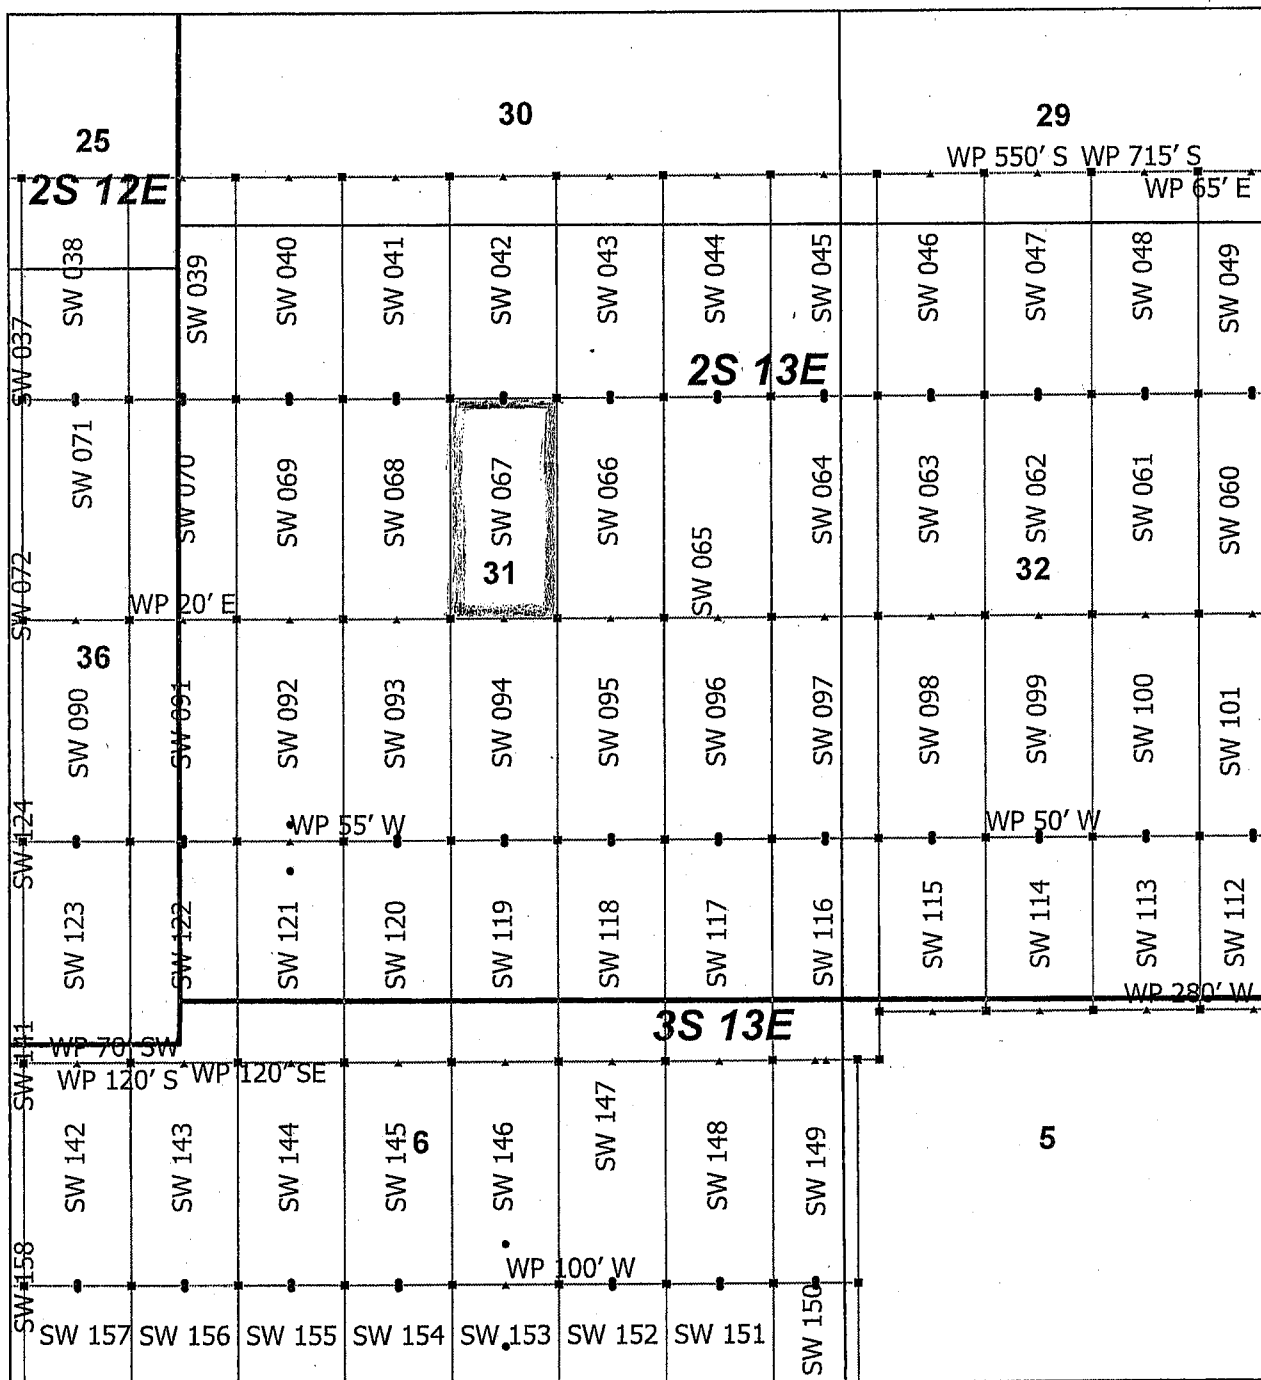 30
29
25
WP 550' S WP 715' S
2S 12E
WP 65' E
SW 037
SW 038
SW 039
SW 040
SW 041
SW 042
SW 043
SW 044
SW 045
SW 046
SW 047
SW 048
SW 049
2S 13E
SW 072
SW 071
SW 070
SW 069
SW 068
SW 067
SW 066
SW 065
SW 064
SW 063
SW 062
SW 061
SW 060
31
32
WP 20' E
36
SW 124
SW 090
SW 091
SW 092
SW 093
SW 094
SW 095
SW 096
SW 097
SW 098
SW 099
SW 100
SW 101
WP 55' W
WP 50' W
SW 123
SW 122
SW 121
SW 120
SW 119
SW 118
SW 117
SW 116
SW 115
SW 114
SW 113
SW 112
WP 280' W
3S 13E
SW 141
WP 70' SW
WP 120' S
WP 120' SE
SW 142
SW 143
SW 144
SW 145
6
SW 146
SW 147
SW 148
SW 149
5
SW 158
WP 100' W
SW 157
SW 156
SW 155
SW 154
SW 153
SW 152
SW 151
SW 150